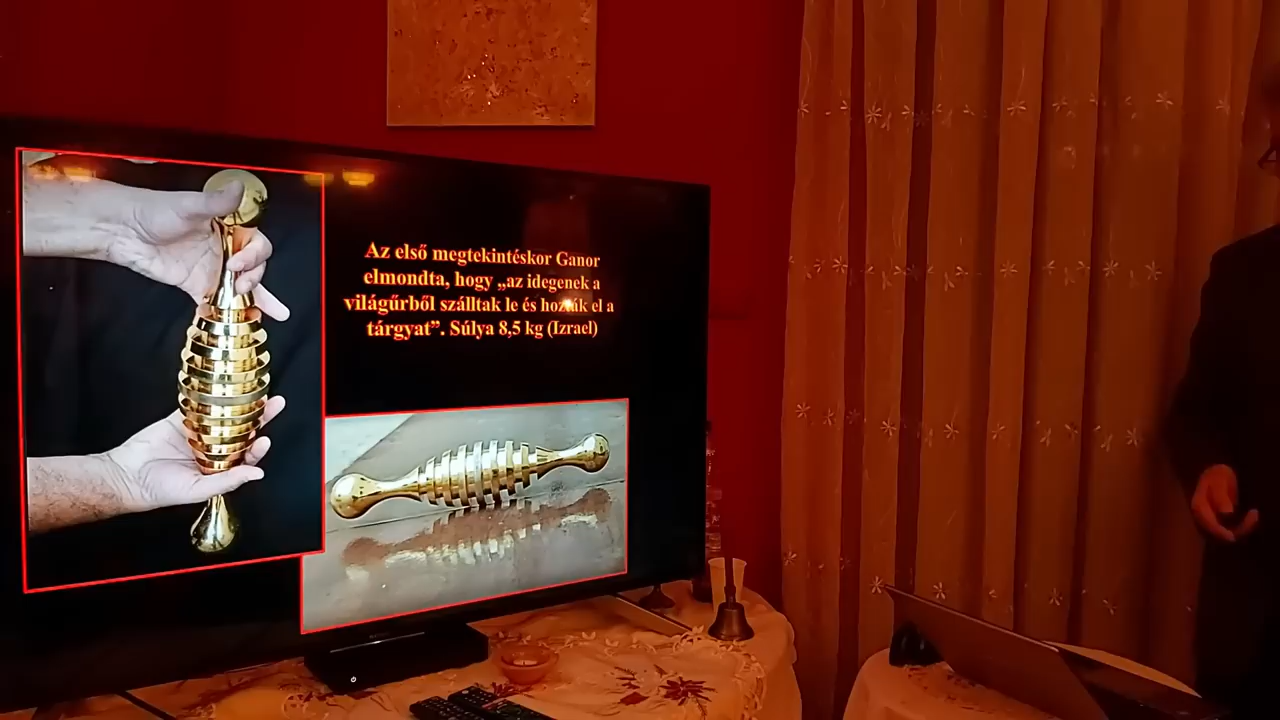 Az első megtekintéskor Ganor
elmondta, hogy „az idegenek a
világűrből szálltak le és hozták el a
tárgyat”. Súlya 8,5 kg (Izrael)